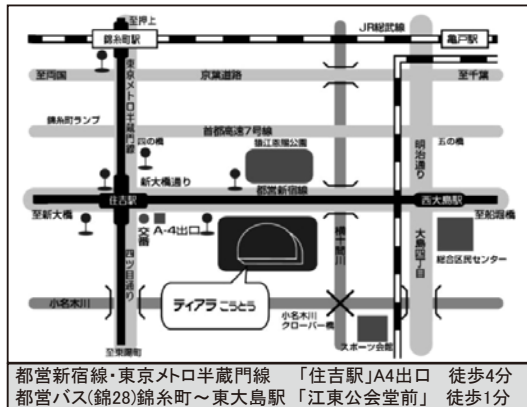 至押上
JR総武線
錦糸町駅
亀戸駅
至両国
京葉道路
至千葉
東京メトロ半蔵門線
錦糸町ランプ
首都高速7号線
四の橋
猿江恩賜公園
明治通り
五の橋
新大橋通り
都営新宿線
住吉駅
西大島駅
至新大橋
至船堀橋
交番
A-4出口
四ツ目通り
横十間川
大島四丁目
総合区民センター
ティアラこうとう
小名木川
小名木川
クローバー橋
スポーツ会館
至東陽町
都営新宿線・東京メトロ半蔵門線 「住吉駅」A4出口 徒歩4分
都営バス(錦28)錦糸町～東大島駅 「江東公会堂前」 徒歩1分